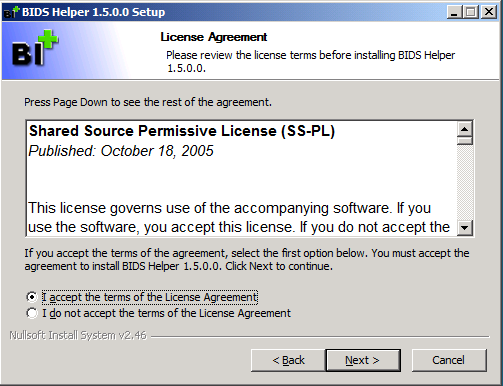 BIDS Helper 1.5.0.0 Setup
BI
License Agreement
Please review the license terms before installing BIDS Helper
1.5.0.0.
Press Page Down to see the rest of the agreement.
Shared Source Permissive License (SS-PL)
Published: October 18, 2005
This license governs use of the accompanying software. If you
use the software, you accept this license. If you do not accept the
If you accept the terms of the agreement, select the first option below. You must accept the
agreement to install BIDS Helper 1.5.0.0. Click Next to continue.
I accept the terms of the License Agreement
I do not accept the terms of the License Agreement
Nullsoft Install System v2.46
< Back Next > Cancel